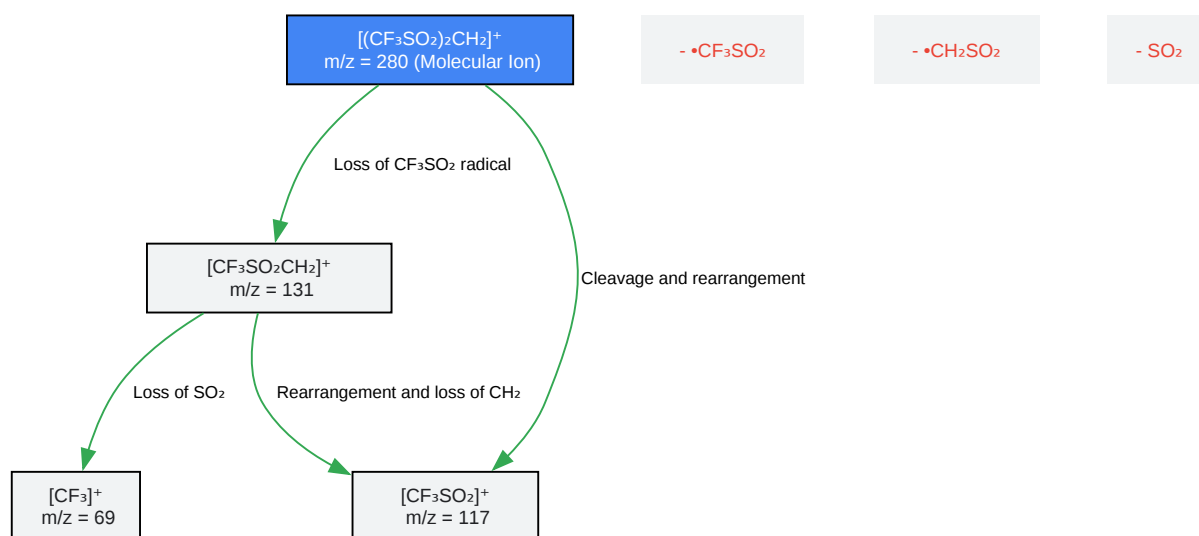 [(CF₃SO₂)₂CH₂]⁺
m/z = 280 (Molecular Ion)
- •CF₃SO₂
- •CH₂SO₂
- SO₂
Loss of CF₃SO₂ radical
[CF₃SO₂CH₂]⁺
m/z = 131
Cleavage and rearrangement
Loss of SO₂
Rearrangement and loss of CH₂
[CF₃]⁺
m/z = 69
[CF₃SO₂]⁺
m/z = 117